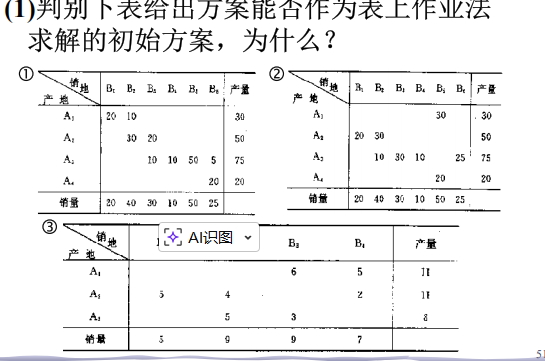 (1)判别下表给出方案能否作为表上作业法
求解的初始方案，为什么？
① 销地 产地 B₁ B₂ B₃ B₄ B₅ B₆ 产量
A₁ 20 10 30
30 20 50
A₃ 10 10 50 5 75
A₄ 20 20
销量 20 40 30 10 50 25
② 销地 产地 B₁ B₂ B₃ B₄ B₅ 产量
A₁ 30 30
A₂ 20 30 50
A₃ 10 30 10 25 75
A₄ 20 20
销量 20 40 30 10 50 25
③ 销地 产地 B₃ B₄ 产量
AI识图
A₁ 6 5 11
A₂ 5 4 2 11
A₃ 5 3 8
销量 5 9 9 7